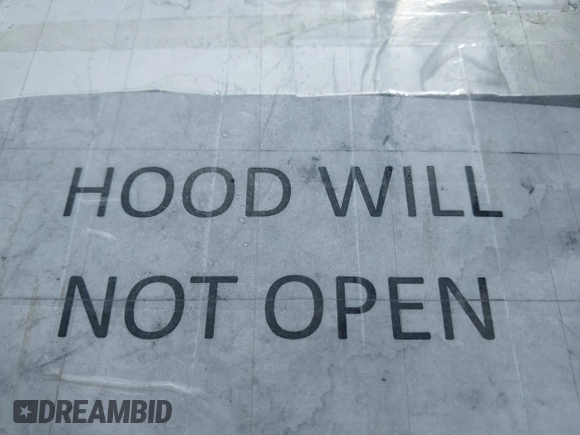 HOOD WILL
NOT OPEN
DREAMBID